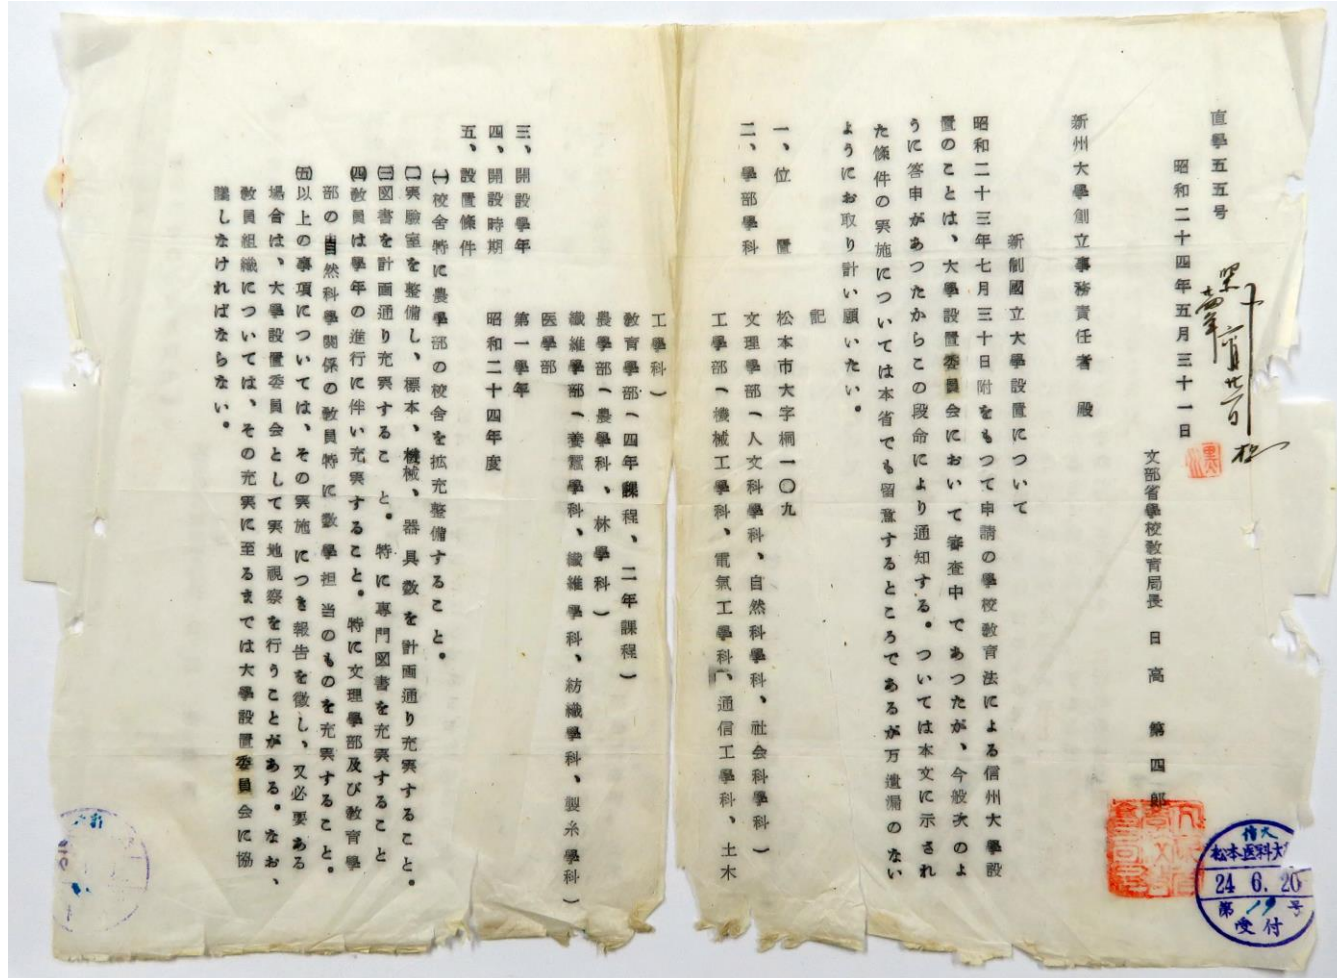 直學五五号
昭和二十四年五月三十一日
文部省學校教育局長 日高 第四郎
新州大學創立事務責任者 殿
新制國立大學設置について
昭和二十三年七月三十日附をもつて申請の學校教育法による信州大學設
置のことは、大學設置委員会において審査中であつたが、今般次のよ
うに答申があつたからこの段命により通知する。ついては本文に示され
た條件の実施については本省でも留意するところであるが万遺漏のない
ようにお取り計い願いたい。
記
一、位 置 松本市大字桐一〇九
二、學部學科 文理學部(人文科學科、自然科學科、社会科學科)
工學部(機械工學科、電氣工學科、通信工學科、土木
工學科)
教育學部(四年課程、二年課程)
農學部(農學科、林學科)
纖維學部(養蠶學科、纖維學科、紡織學科、製糸學科)
医學部
三、開設學年 第一學年
四、開設時期 昭和二十四年度
五、設置條件
㈠校舎特に農學部の校舎を拡充整備すること。
㈡実驗室を整備し、標本、機械、器具数を計画通り充実すること。
㈢図書を計画通り充実すること。特に専門図書を充実すること
㈣教員は學年の進行に伴い充実すること。特に文理學部及び教育學
部の自然科學関係の教員特に数學担当のものを充実すること。
㈤以上の事項については、その実施につき報告を徴し、又必要ある
場合は、大學設置委員会として実地視察を行うことがある。なお、
教員組織については、その充実に至るまでは大學設置委員会に協
議しなければならない。
信大
松本医科大
24 6. 20
第 19 号
受付